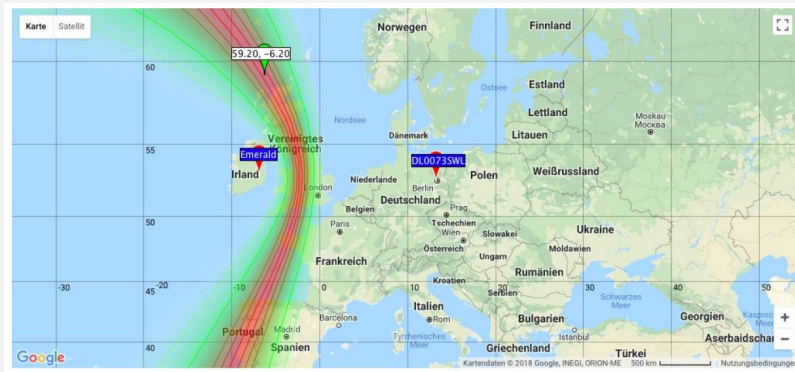 Karte Satellit
Norwegen
Finnland
59.20, -6.20
60
Estland
Ostsee
Lettland
Moskau
Москва
Nordsee
Dänemark
Litauen
Vereinigtes
Königreich
55
Emerald
DL0073SWL
Irland
Weißrussland
Niederlande
Berlin
Polen
London
Deutschland
Belgien
Prag
50
Paris
Tschechien
Wien
Slowakei
Ukraine
Österreich
Moldawien
Ungarn
Frankreich
Rumänien
Kroatien
-30
45
-20
-10
0
10
20
30
40
50
Serbien
Schwarzes
Meer
Italien
Barcelona
Rom
Bulgarien
Georgien
Kaspisc
Meer
Portugal
Madrid
Tyrrhenisches
Meer
Istanbul
Aserbaidschan
40
Spanien
Griechenland
Türkei
Google
Kartendaten © 2018 Google, INEGI, ORION-ME
500 km
Nutzungsbedingungen